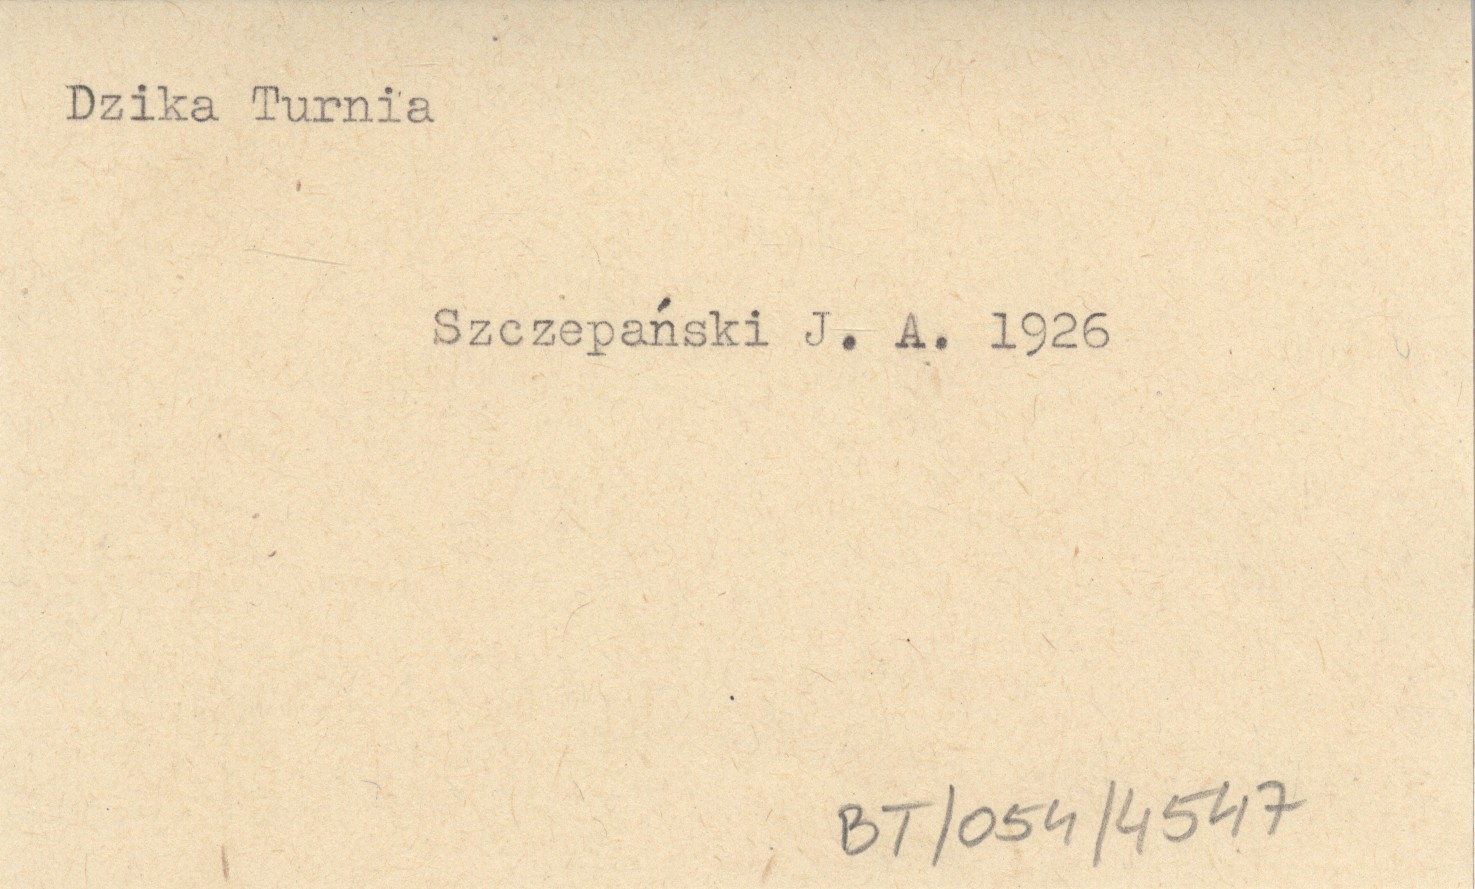 Dzika Turnia
Szczepański J. A. 1926
BT/054/4547